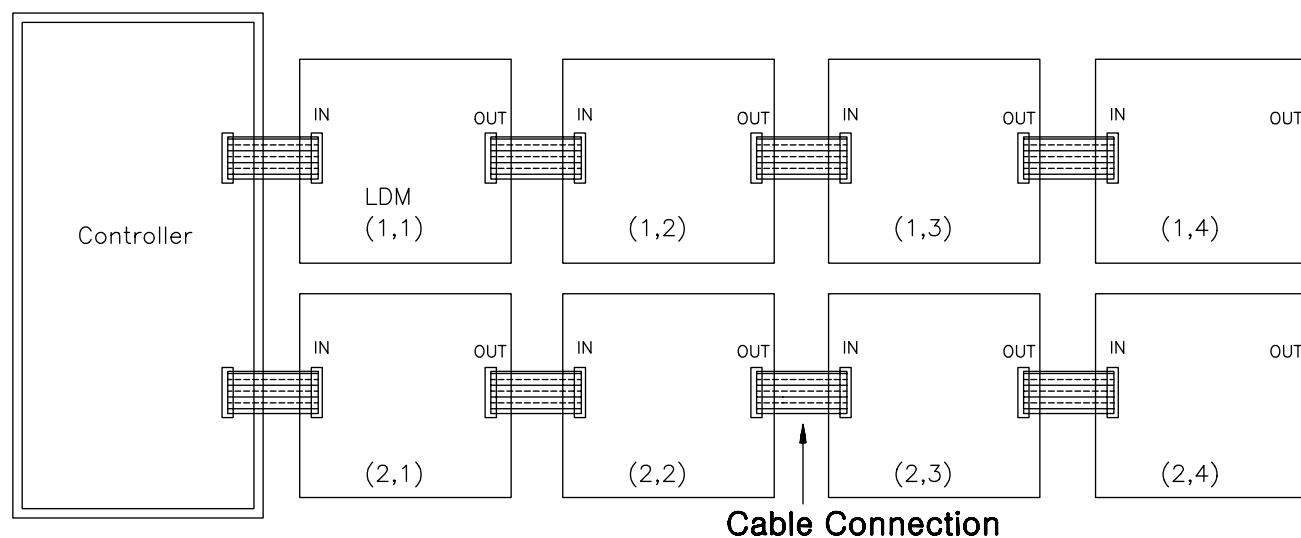 IN OUT IN OUT IN OUT IN OUT
LDM
(1,1) (1,2) (1,3) (1,4)
Controller
IN OUT IN OUT IN OUT IN OUT
(2,1) (2,2) (2,3) (2,4)
Cable Connection